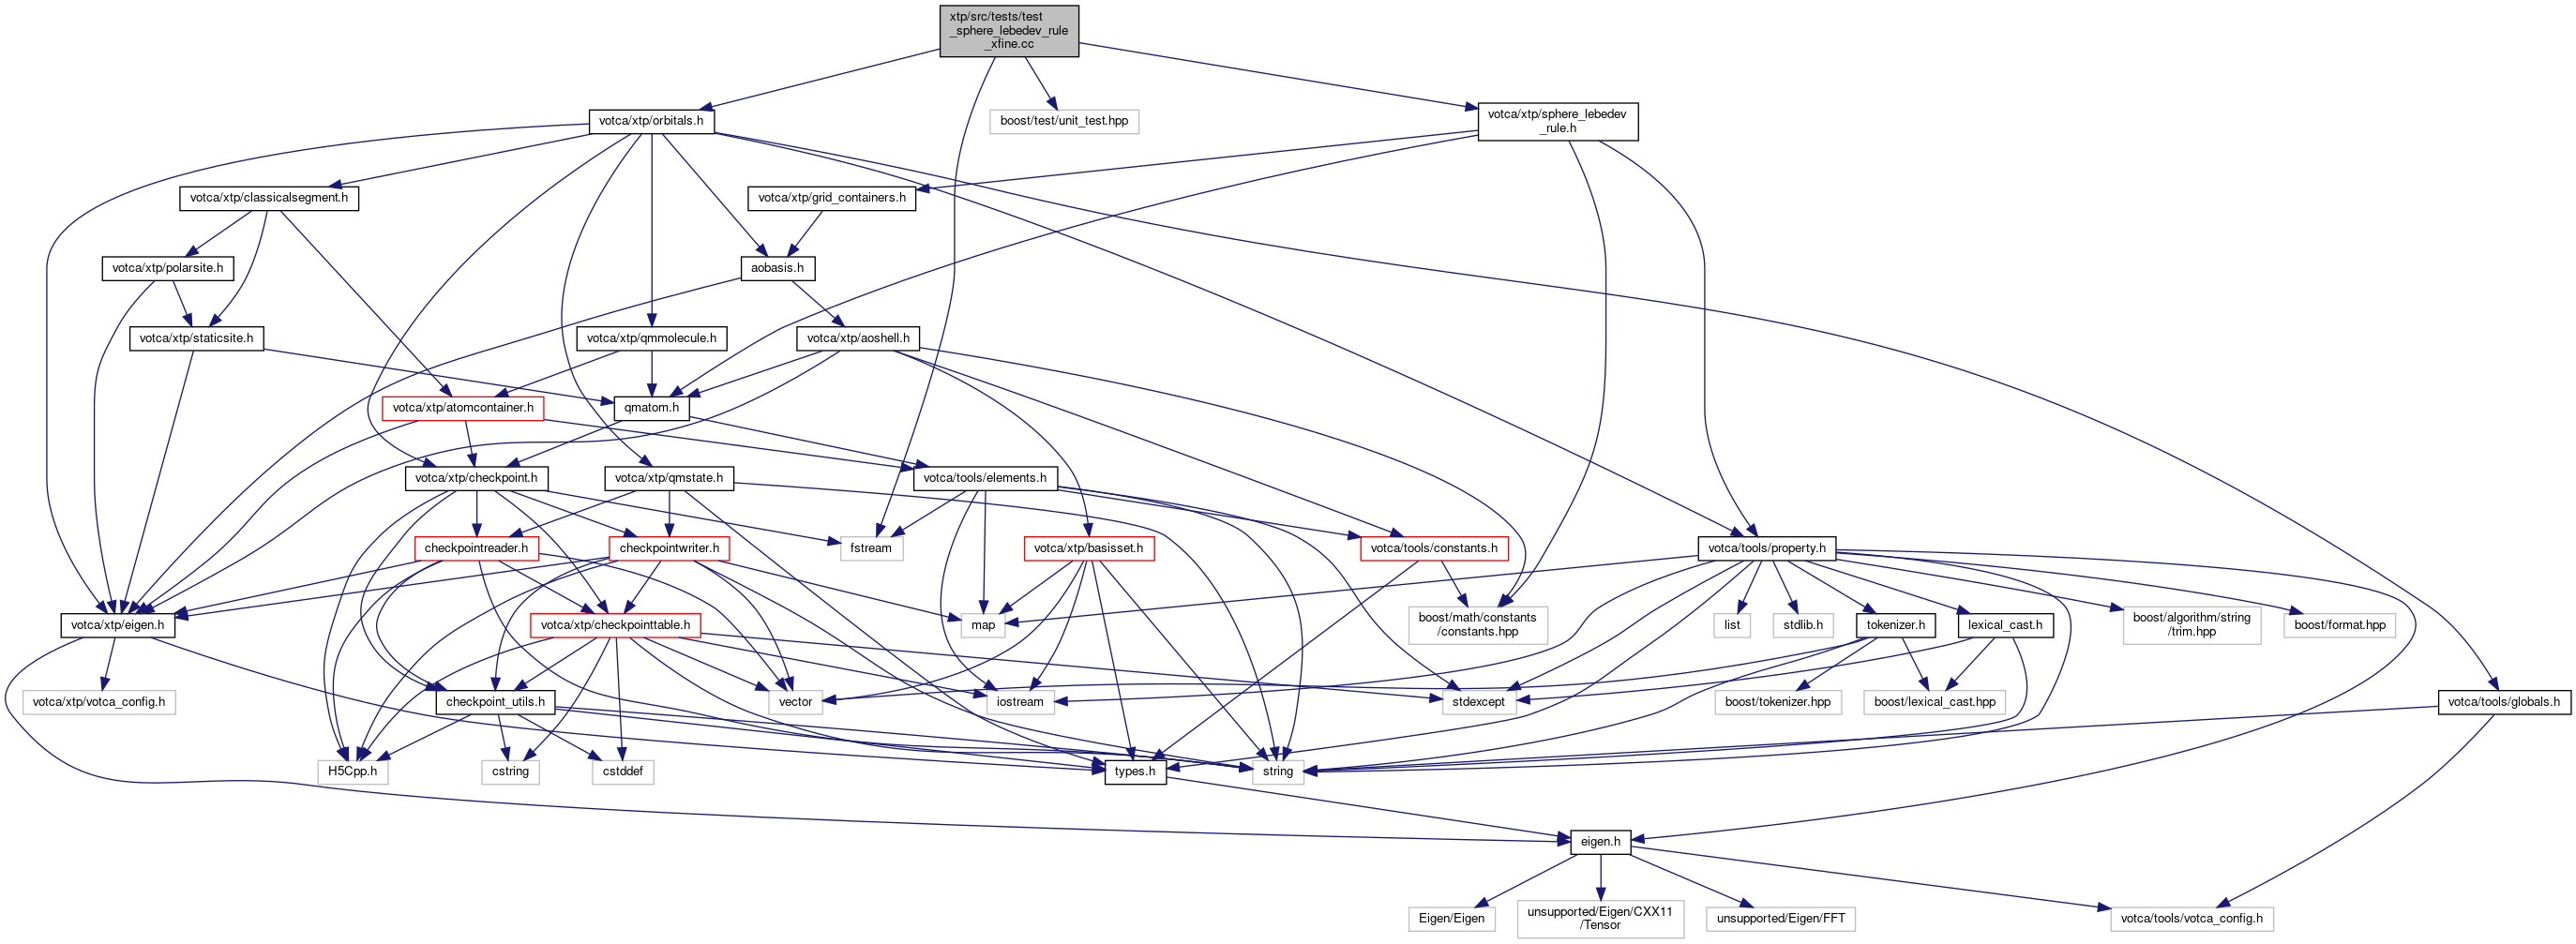 xtp/src/tests/test
_sphere_lebedev_rule
_xfine.cc
votca/xtp/orbitals.h
boost/test/unit_test.hpp
votca/xtp/sphere_lebedev
_rule.h
votca/xtp/classicalsegment.h
votca/xtp/grid_containers.h
votca/xtp/polarsite.h
aobasis.h
votca/xtp/staticsite.h
votca/xtp/qmmolecule.h
votca/xtp/aoshell.h
votca/xtp/atomcontainer.h
qmatom.h
votca/xtp/checkpoint.h
votca/xtp/qmstate.h
votca/tools/elements.h
checkpointreader.h
checkpointwriter.h
fstream
votca/xtp/basisset.h
votca/tools/constants.h
votca/tools/property.h
votca/xtp/eigen.h
votca/xtp/checkpointtable.h
map
boost/math/constants
/constants.hpp
list
stdlib.h
tokenizer.h
lexical_cast.h
boost/algorithm/string
/trim.hpp
boost/format.hpp
votca/xtp/votca_config.h
checkpoint_utils.h
vector
iostream
stdexcept
boost/tokenizer.hpp
boost/lexical_cast.hpp
votca/tools/globals.h
H5Cpp.h
cstring
cstddef
types.h
string
eigen.h
Eigen/Eigen
unsupported/Eigen/CXX11
/Tensor
unsupported/Eigen/FFT
votca/tools/votca_config.h